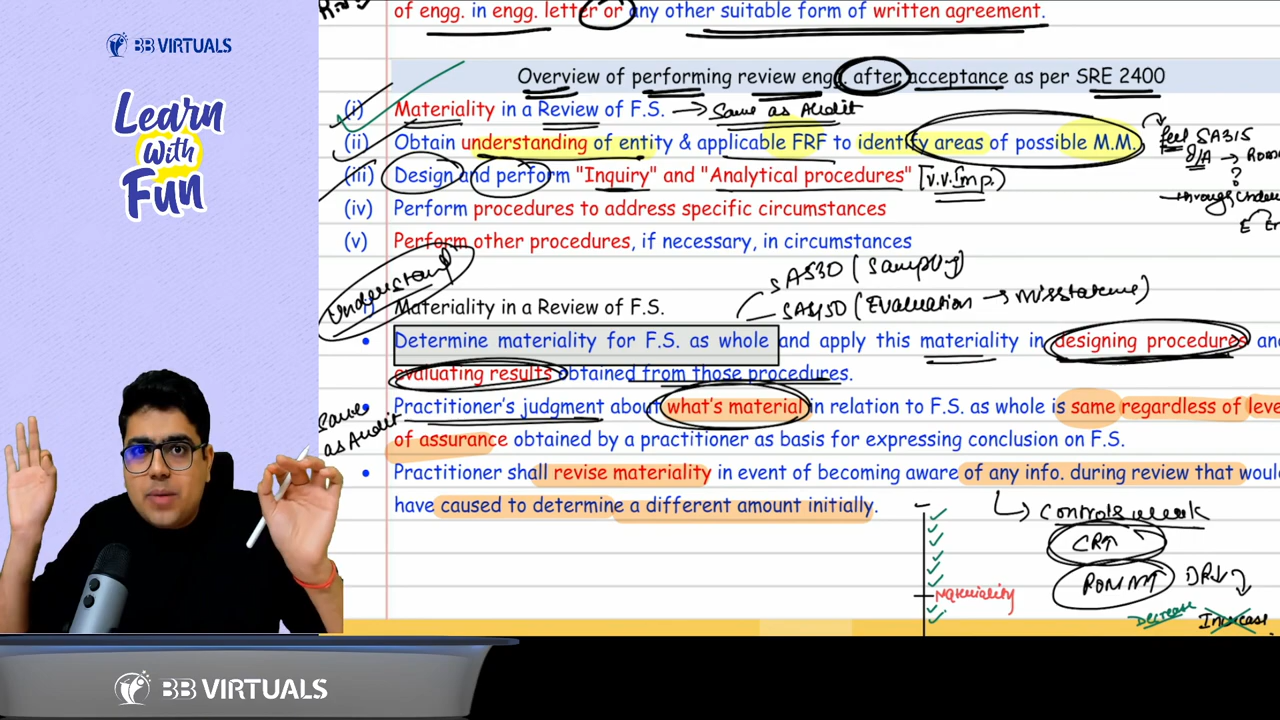 BB VIRTUALS
Learn
With
Fun
of engg. in engg. letter or any other suitable form of written agreement.
Overview of performing review engg. after acceptance as per SRE 2400
(i) Materiality in a Review of F.S. → Same as Audit
(ii) Obtain understanding of entity & applicable FRF to identify areas of possible M.M.
feel SA315
(iii) Design and perform "Inquiry" and "Analytical procedures" [V.V.Imp.)
?
(iv) Perform procedures to address specific circumstances
(v) Perform other procedures, if necessary, in circumstances
Understand
SA530 (Sampling)
i) Materiality in a Review of F.S.
SA450 (Evaluation → misstatement)
• Determine materiality for F.S. as whole and apply this materiality in designing procedures and
evaluating results obtained from those procedures.
same as Audit
• Practitioner's judgment about what's material in relation to F.S. as whole is same regardless of level
of assurance obtained by a practitioner as basis for expressing conclusion on F.S.
• Practitioner shall revise materiality in event of becoming aware of any info. during review that would
have caused to determine a different amount initially.
Controls weak
CR↑
ROMM↑ DR↓
Materiality
Decrease Increase
BB VIRTUALS